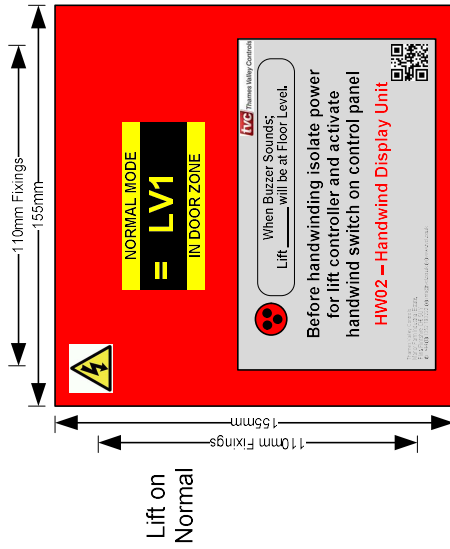 110mm Fixings
155mm
NORMAL MODE
= LV1
IN DOOR ZONE
tvc Thames Valley Controls
When Buzzer Sounds;
Lift_____ will be at Floor Level.
Before handwinding isolate power
for lift controller and activate
handwind switch on control panel
HW02 – Handwind Display Unit
155mm
110mm Fixings
Lift on
Normal